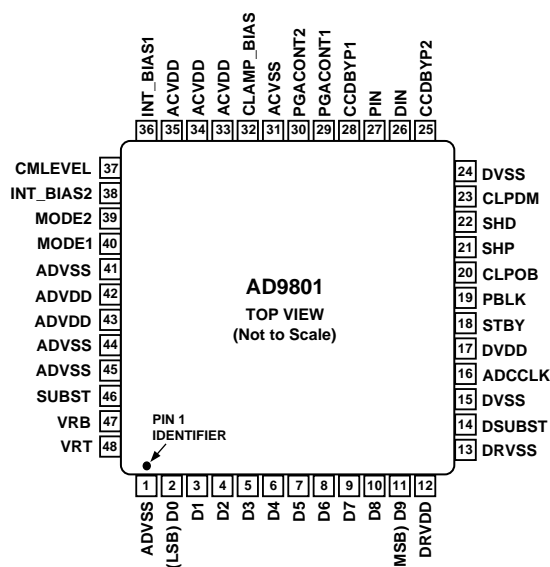 INT_BIAS1
ACVDD
ACVDD
ACVDD
CLAMP_BIAS
ACVSS
PGACONT2
PGACONT1
CCDBYP1
PIN
DIN
CCDBYP2
36 35 34 33 32 31 30 29 28 27 26 25
CMLEVEL 37
INT_BIAS2 38
MODE2 39
MODE1 40
ADVSS 41
ADVDD 42
ADVDD 43
ADVSS 44
ADVSS 45
SUBST 46
VRB 47
VRT 48
AD9801
TOP VIEW
(Not to Scale)
PIN 1
IDENTIFIER
24 DVSS
23 CLPDM
22 SHD
21 SHP
20 CLPOB
19 PBLK
18 STBY
17 DVDD
16 ADCCLK
15 DVSS
14 DSUBST
13 DRVSS
1 2 3 4 5 6 7 8 9 10 11 12
ADVSS
(LSB) D0
D1
D2
D3
D4
D5
D6
D7
D8
MSB) D9
DRVDD